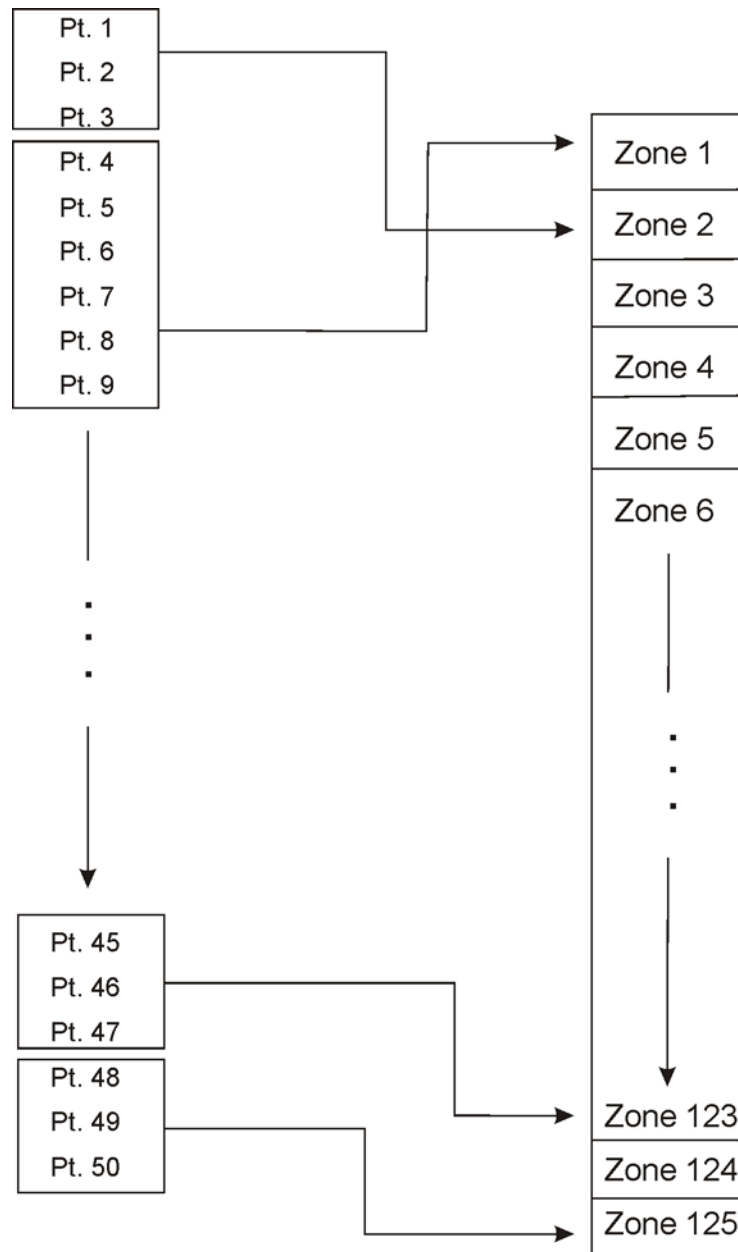 Pt. 1
Pt. 2
Pt. 3
Pt. 4
Pt. 5
Pt. 6
Pt. 7
Pt. 8
Pt. 9
Pt. 45
Pt. 46
Pt. 47
Pt. 48
Pt. 49
Pt. 50
Zone 1
Zone 2
Zone 3
Zone 4
Zone 5
Zone 6
Zone 123
Zone 124
Zone 125